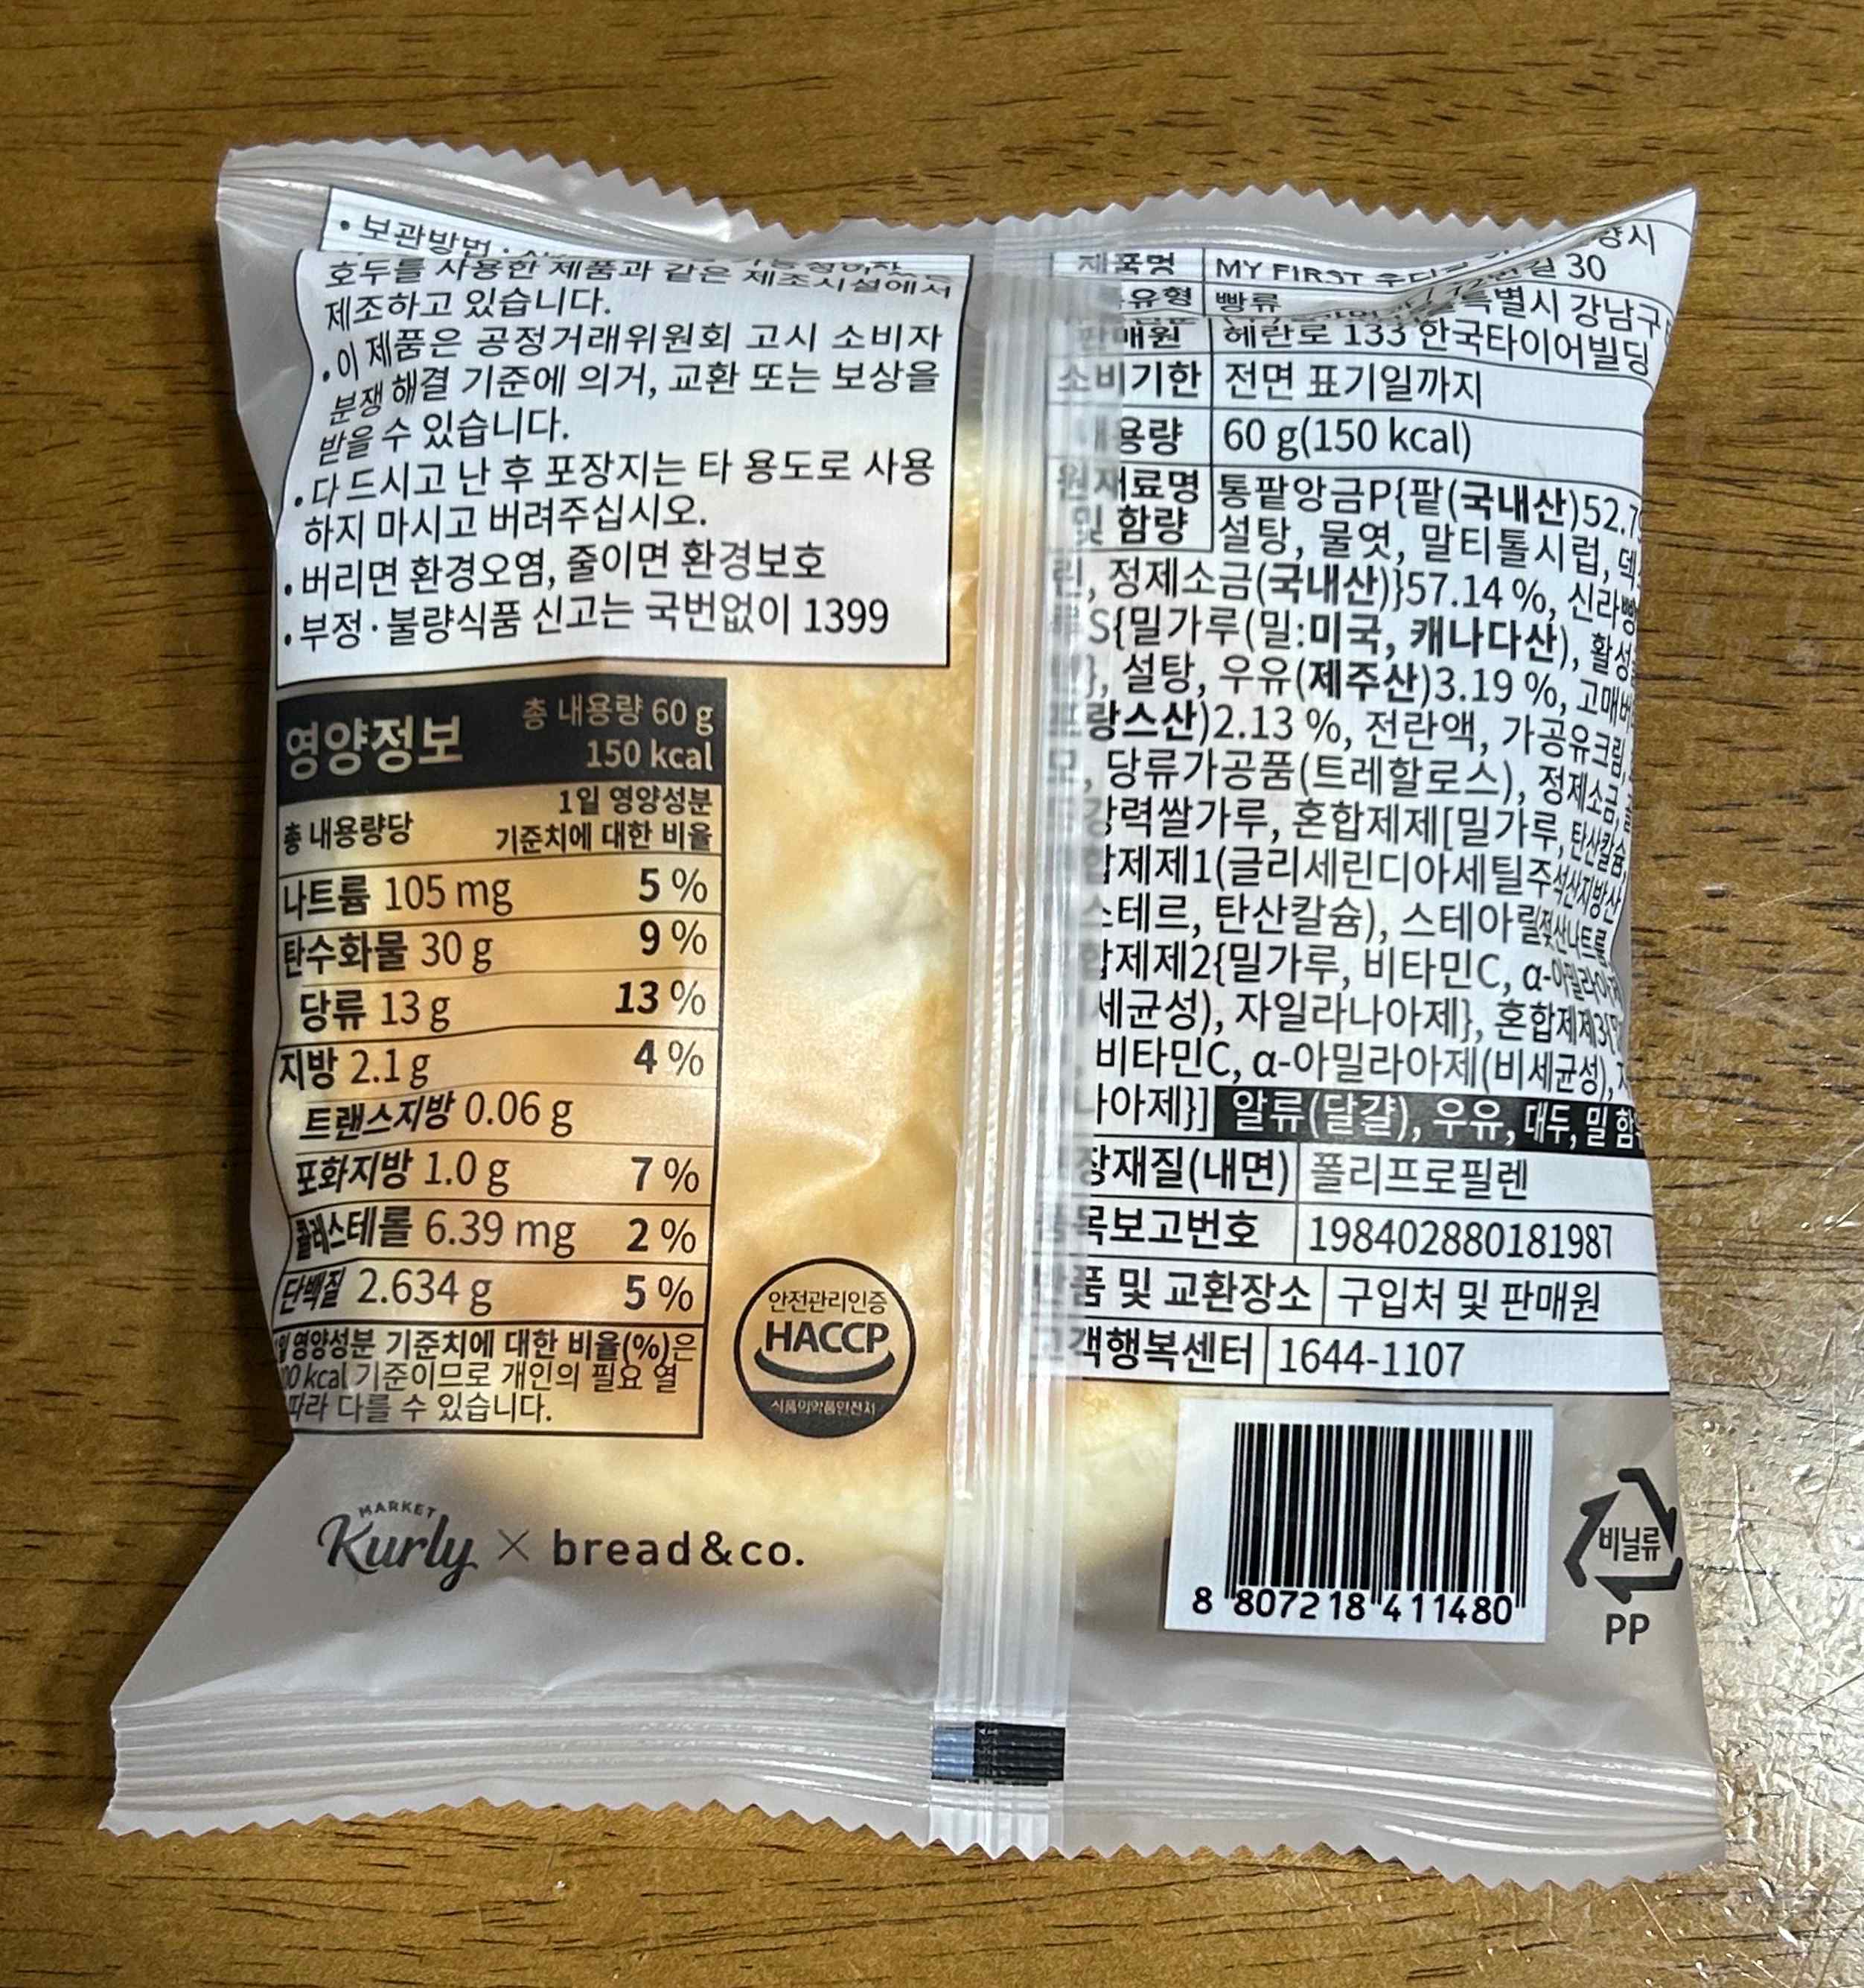 • 보관방법 :
호두를 사용한 제품과 같은 제조시설에서
제조하고 있습니다.
• 이 제품은 공정거래위원회 고시 소비자
분쟁 해결 기준에 의거, 교환 또는 보상을
받을 수 있습니다.
• 다 드시고 난 후 포장지는 타 용도로 사용
하지 마시고 버려주십시오.
• 버리면 환경오염, 줄이면 환경보호
• 부정·불량식품 신고는 국번없이 1399
영양정보
총 내용량 60 g
150 kcal
총 내용량당
1일 영양성분
기준치에 대한 비율
나트륨 105 mg 5 %
탄수화물 30 g 9 %
당류 13 g 13 %
지방 2.1 g 4 %
트랜스지방 0.06 g
포화지방 1.0 g 7 %
콜레스테롤 6.39 mg 2 %
단백질 2.634 g 5 %
1일 영양성분 기준치에 대한 비율(%)은
kcal 기준이므로 개인의 필요 열
따라 다를 수 있습니다.
안전관리인증
HACCP
식품의약품안전처
MARKET
Kurly × bread&co.
30
제품명 MY FIRST
유형 빵류
특별시 강남구
판매원 헤란로 133 한국타이어빌딩
소비기한 전면 표기일까지
내용량 60 g(150 kcal)
원재료명 통팥앙금P{팥(국내산)52.7
및 함량 설탕, 물엿, 말티톨시럽, 덱
린, 정제소금(국내산)}57.14 %, 신라빵
S{밀가루(밀:미국, 캐나다산), 활성
}, 설탕, 우유(제주산)3.19 %, 고메버
프랑스산)2.13 %, 전란액, 가공유크림,
모, 당류가공품(트레할로스), 정제소금,
강력쌀가루, 혼합제제[밀가루, 탄산칼슘,
합제제1(글리세린디아세틸주석산지방산
스테르, 탄산칼슘), 스테아릴젖산나트륨
합제제2{밀가루, 비타민C, α-아밀라아제
세균성), 자일라나아제}, 혼합제제3{
비타민C, α-아밀라아제(비세균성),
나아제}] 알류(달걀), 우유, 대두, 밀 함
장재질(내면) 폴리프로필렌
품목보고번호 198402880181987
반품 및 교환장소 구입처 및 판매원
고객행복센터 1644-1107
8 807218 411480
비닐류
PP